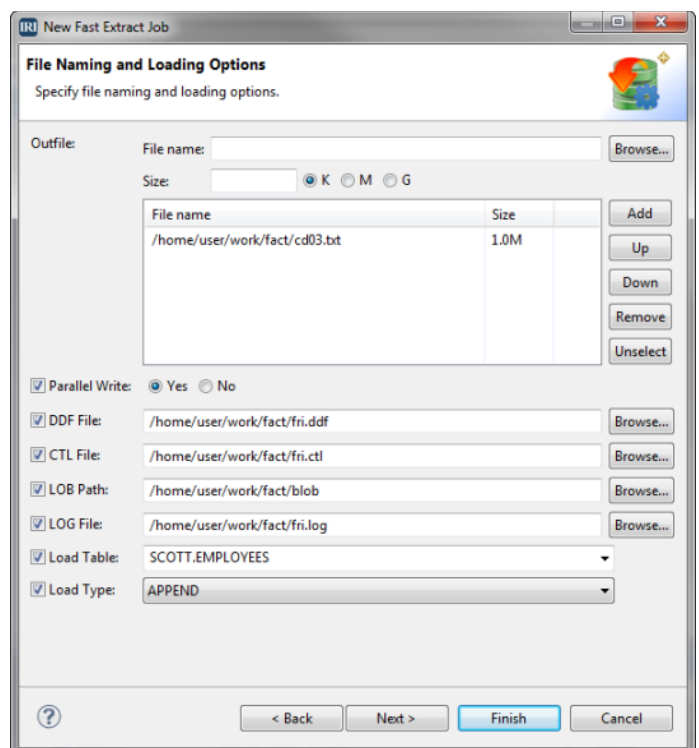 IRI New Fast Extract Job
File Naming and Loading Options
Specify file naming and loading options.
Outfile: File name: Browse...
Size: K M G
File name Size Add
/home/user/work/fact/cd03.txt 1.0M
Up
Down
Remove
Unselect
Parallel Write: Yes No
DDF File: /home/user/work/fact/fri.ddf Browse...
CTL File: /home/user/work/fact/fri.ctl Browse...
LOB Path: /home/user/work/fact/blob Browse...
LOG File: /home/user/work/fact/fri.log Browse...
Load Table: SCOTT.EMPLOYEES
Load Type: APPEND
? < Back Next > Finish Cancel